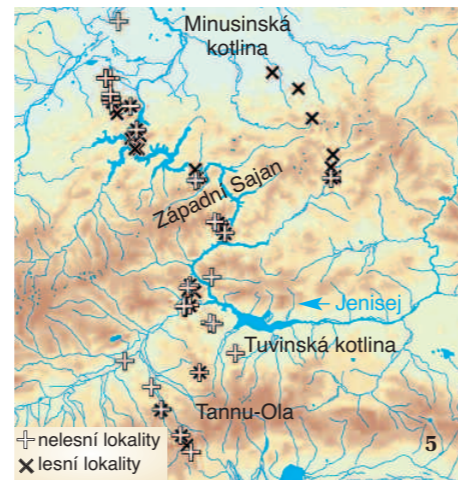 Minusinská
kotlina
Západní Sajan
Jenisej
Tuvinská kotlina
Tannu-Ola
nelesní lokality
lesní lokality
5